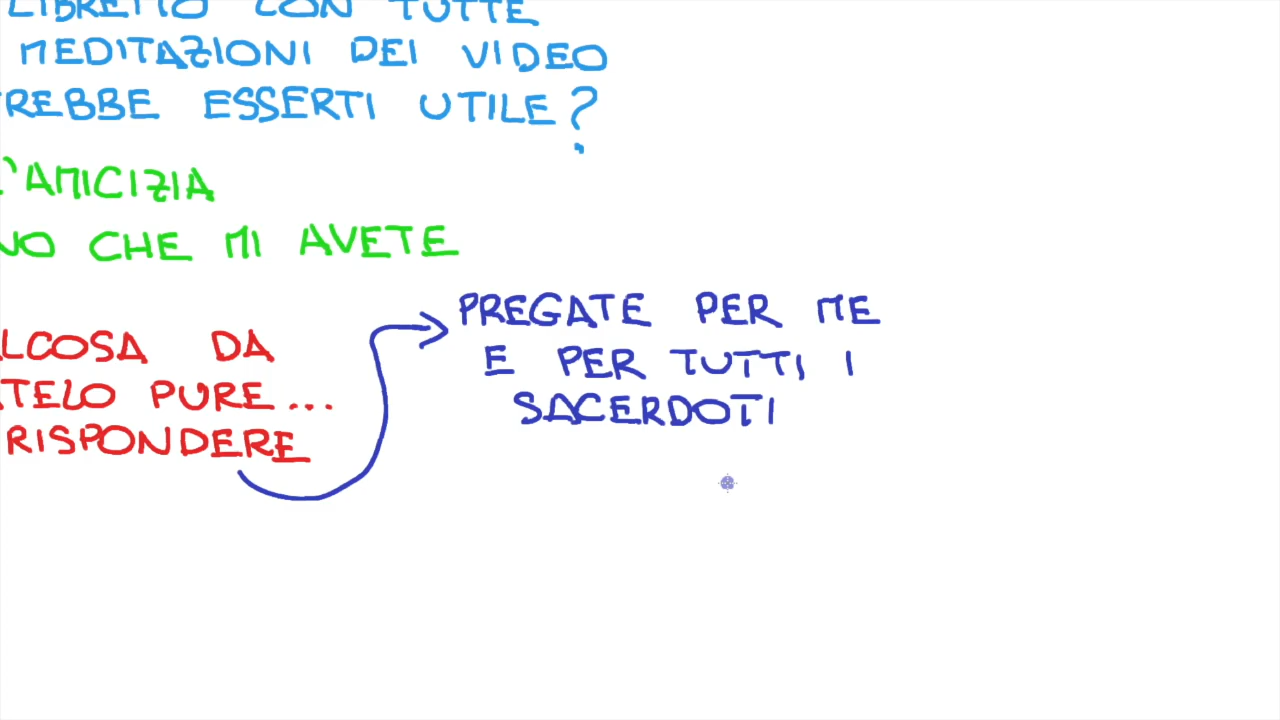 LIBRETTO CON TUTTE
MEDITAZIONI DEI VIDEO
TREBBE ESSERTI UTILE?
L'AMICIZIA
NO CHE MI AVETE
LCOSA DA
TELO PURE...
RISPONDERE
PREGATE PER ME
E PER TUTTI I
SACERDOTI